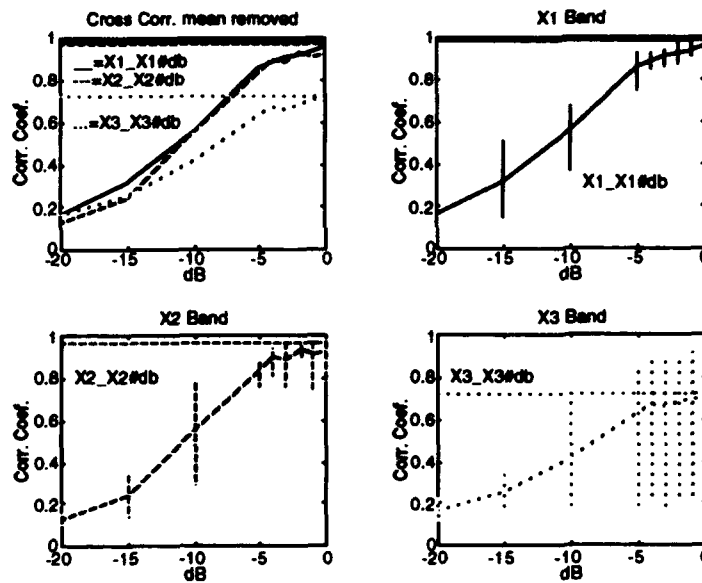 Cross Corr. mean removed
1
0.8
0.6
0.4
0.2
0
Corr. Coef.
__=X1_X1#db
---=X2_X2#db
...=X3_X3#db
-20
-15
-10
-5
0
dB
X1 Band
1
0.8
0.6
0.4
0.2
0
Corr. Coef.
X1_X1#db
-20
-15
-10
-5
0
dB
X2 Band
1
0.8
0.6
0.4
0.2
0
Corr. Coef.
X2_X2#db
-20
-15
-10
-5
0
dB
X3 Band
1
0.8
0.6
0.4
0.2
0
Corr. Coef.
X3_X3#db
-20
-15
-10
-5
0
dB